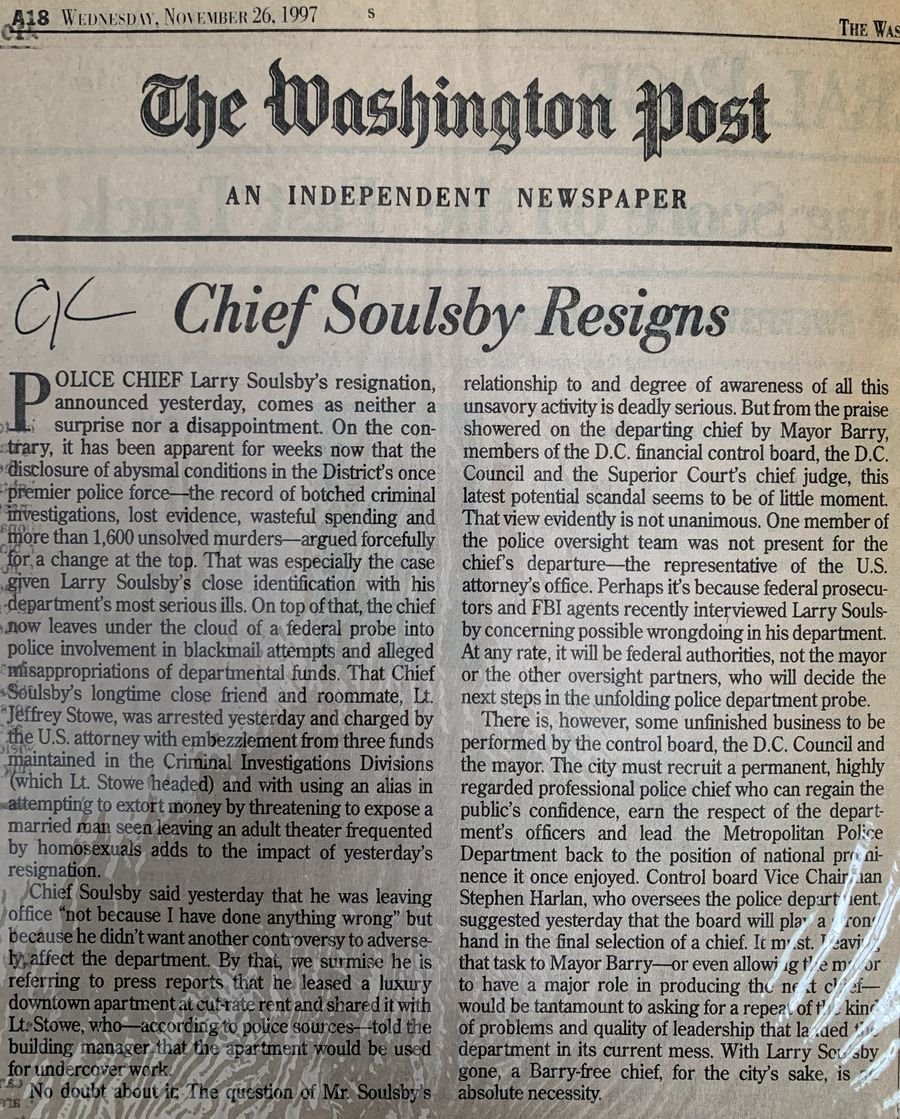 A18 WEDNESDAY, NOVEMBER 26, 1997 S THE WAS
The Washington Post
AN INDEPENDENT NEWSPAPER
Chief Soulsby Resigns
POLICE CHIEF Larry Soulsby's resignation,
announced yesterday, comes as neither a
surprise nor a disappointment. On the con-
trary, it has been apparent for weeks now that the
disclosure of abysmal conditions in the District's once
premier police force—the record of botched criminal
investigations, lost evidence, wasteful spending and
more than 1,600 unsolved murders—argued forcefully
for a change at the top. That was especially the case
given Larry Soulsby's close identification with his
department's most serious ills. On top of that, the chief
now leaves under the cloud of a federal probe into
police involvement in blackmail attempts and alleged
misappropriations of departmental funds. That Chief
Soulsby's longtime close friend and roommate, Lt.
Jeffrey Stowe, was arrested yesterday and charged by
the U.S. attorney with embezzlement from three funds
maintained in the Criminal Investigations Divisions
(which Lt. Stowe headed) and with using an alias in
attempting to extort money by threatening to expose a
married man seen leaving an adult theater frequented
by homosexuals adds to the impact of yesterday's
resignation.
Chief Soulsby said yesterday that he was leaving
office "not because I have done anything wrong" but
because he didn't want another controversy to adverse-
ly affect the department. By that, we surmise he is
referring to press reports that he leased a luxury
downtown apartment at cut-rate rent and shared it with
Lt. Stowe, who—according to police sources—told the
building manager that the apartment would be used
for undercover work.
No doubt about it: The question of Mr. Soulsby's
relationship to and degree of awareness of all this
unsavory activity is deadly serious. But from the praise
showered on the departing chief by Mayor Barry,
members of the D.C. financial control board, the D.C.
Council and the Superior Court's chief judge, this
latest potential scandal seems to be of little moment.
That view evidently is not unanimous. One member of
the police oversight team was not present for the
chief's departure—the representative of the U.S.
attorney's office. Perhaps it's because federal prosecu-
tors and FBI agents recently interviewed Larry Souls-
by concerning possible wrongdoing in his department.
At any rate, it will be federal authorities, not the mayor
or the other oversight partners, who will decide the
next steps in the unfolding police department probe.
There is, however, some unfinished business to be
performed by the control board, the D.C. Council and
the mayor. The city must recruit a permanent, highly
regarded professional police chief who can regain the
public's confidence, earn the respect of the depart-
ment's officers and lead the Metropolitan Police
Department back to the position of national promi-
nence it once enjoyed. Control board Vice Chairman
Stephen Harlan, who oversees the police department,
suggested yesterday that the board will play a strong
hand in the final selection of a chief. It must. Leaving
that task to Mayor Barry—or even allowing the mayor
to have a major role in producing the next chief—
would be tantamount to asking for a repeat of the kind
of problems and quality of leadership that landed the
department in its current mess. With Larry Soulsby
gone, a Barry-free chief, for the city's sake, is an
absolute necessity.